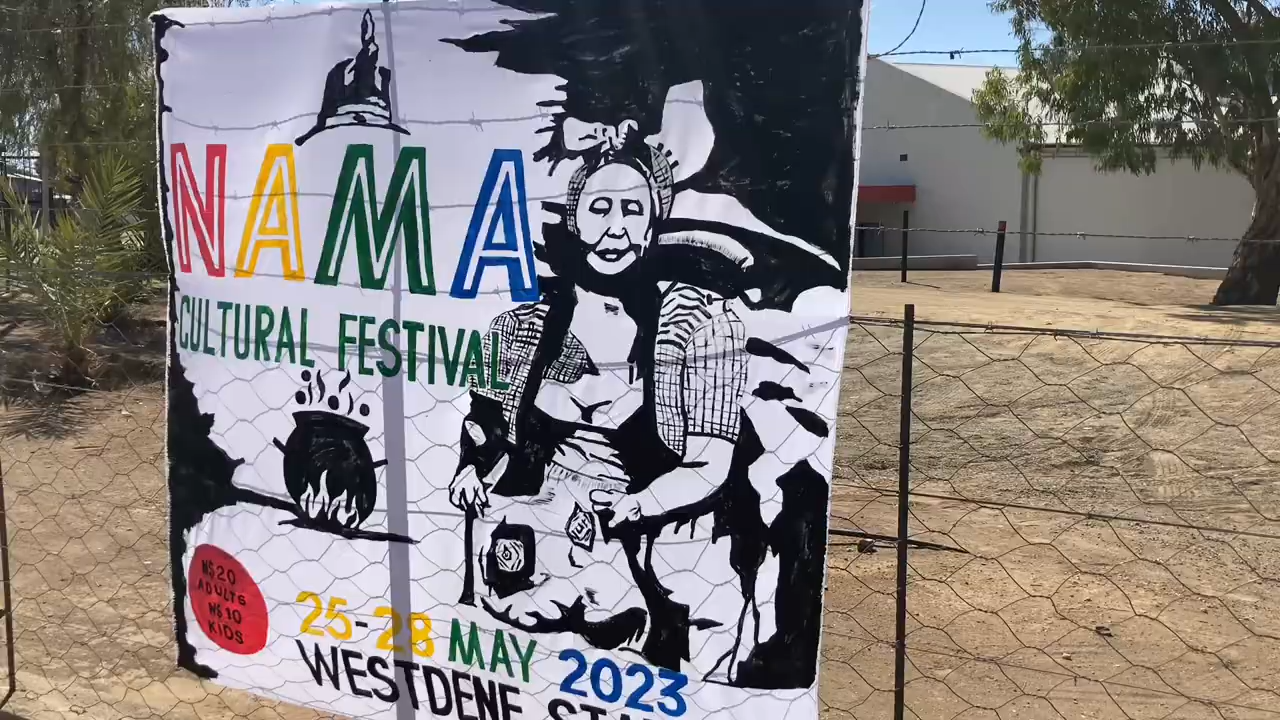 NAMA
CULTURAL FESTIVAL
N$20
ADULTS
N$10
KIDS
25-28 MAY 2023
WESTDENE